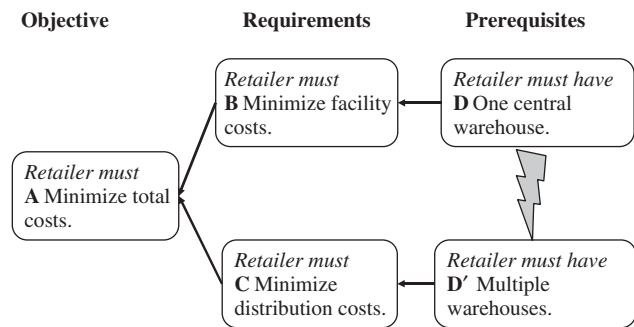 Objective
Requirements
Prerequisites
Retailer must
B Minimize facility
costs.
Retailer must have
D One central
warehouse.
Retailer must
A Minimize total
costs.
Retailer must
C Minimize
distribution costs.
Retailer must have
D′ Multiple
warehouses.